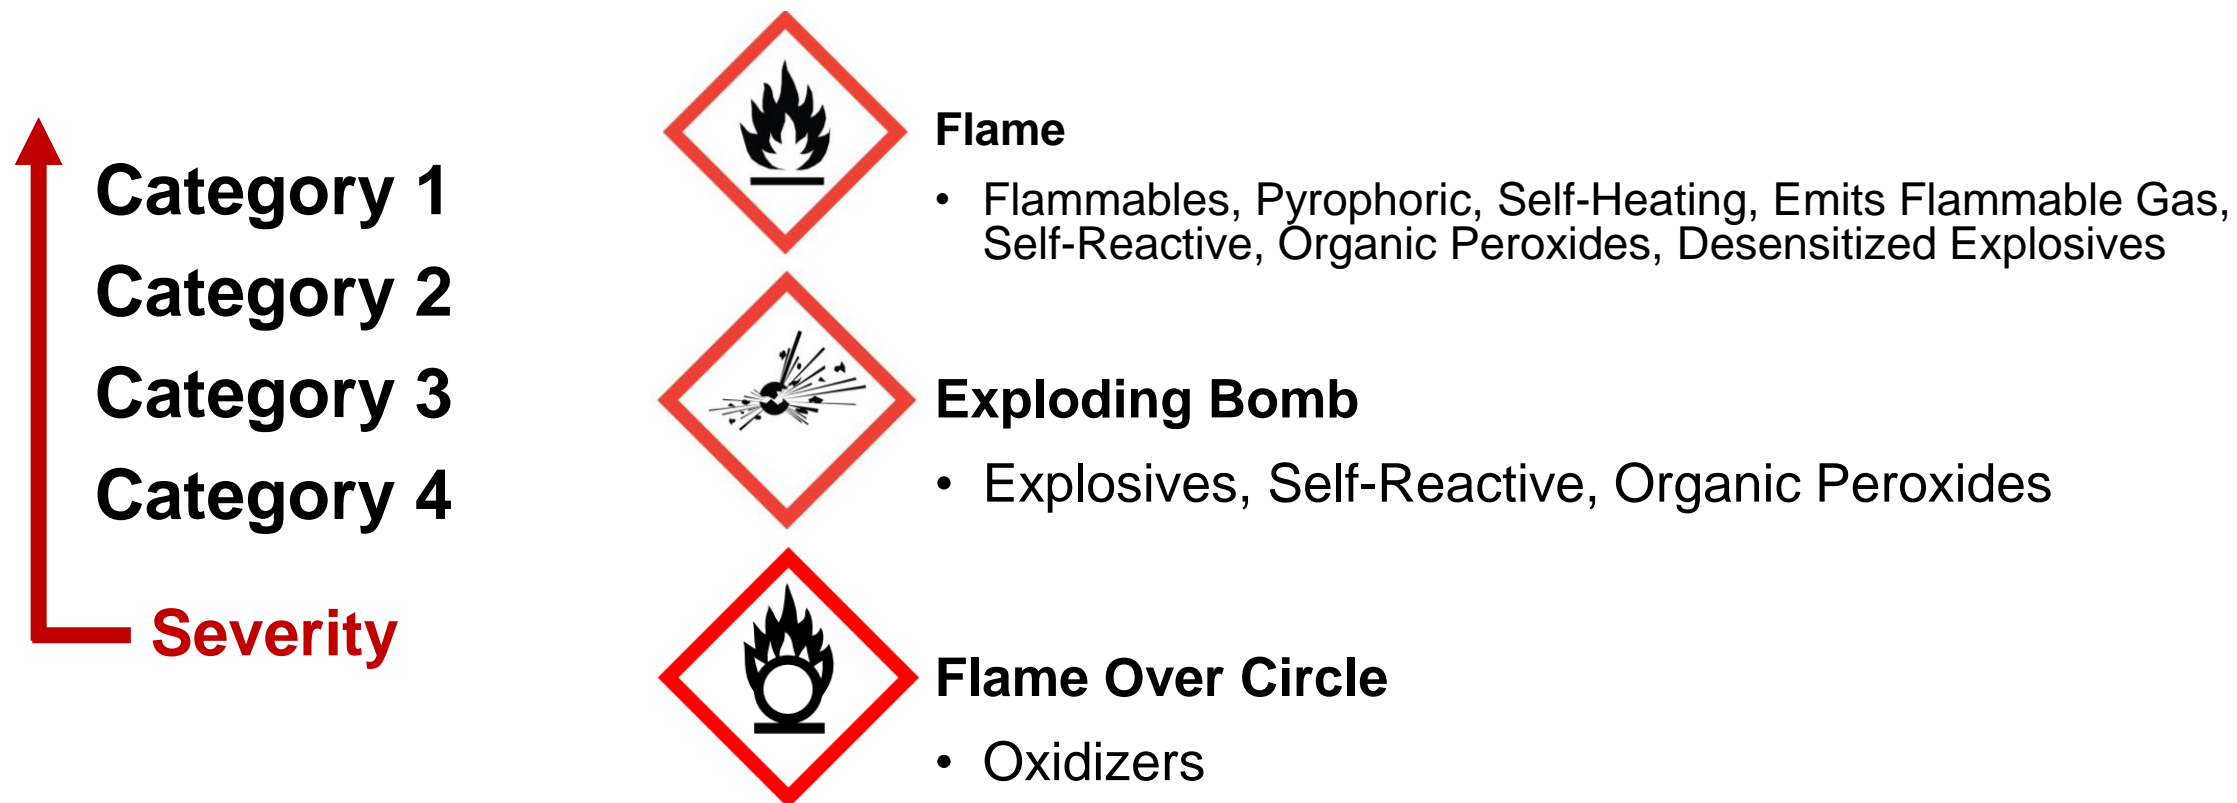 Category 1
Category 2
Category 3
Category 4
Severity
Flame
• Flammables, Pyrophoric, Self-Heating, Emits Flammable Gas,
Self-Reactive, Organic Peroxides, Desensitized Explosives
Exploding Bomb
• Explosives, Self-Reactive, Organic Peroxides
Flame Over Circle
• Oxidizers